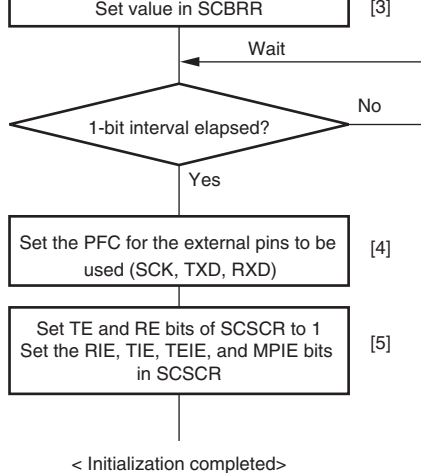 Set value in SCBRR
[3]
Wait
1-bit interval elapsed?
No
Yes
Set the PFC for the external pins to be
used (SCK, TXD, RXD)
[4]
Set TE and RE bits of SCSCR to 1
Set the RIE, TIE, TEIE, and MPIE bits
in SCSCR
[5]
< Initialization completed>